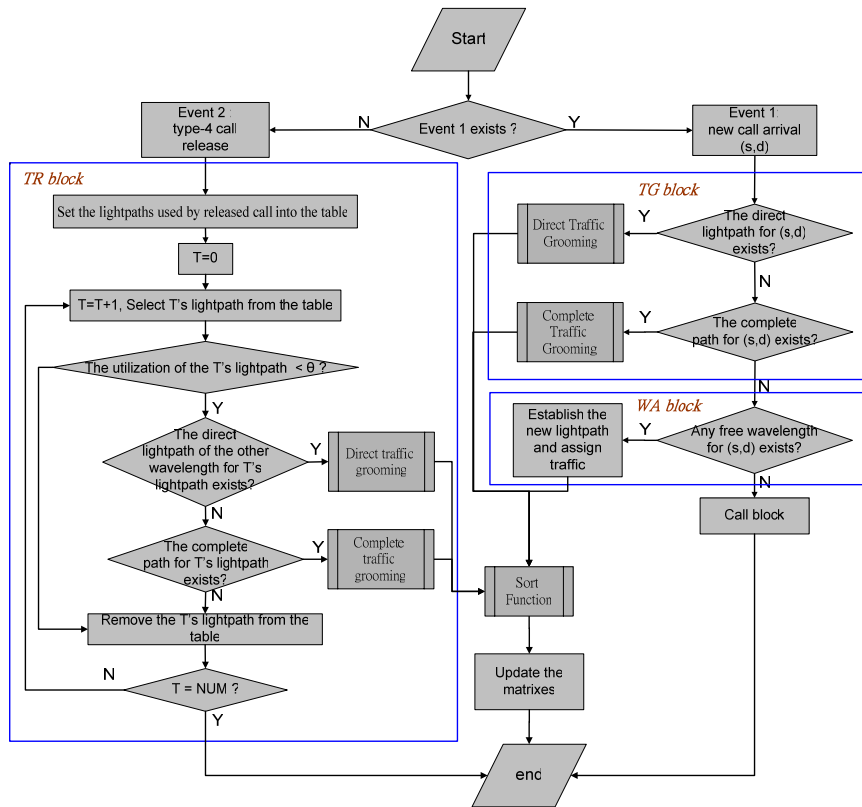 Start
Event 1 exists ?
N
Y
Event 2 :
type-4 call
release
Event 1:
new call arrival
(s,d)
TR block
Set the lightpaths used by released call into the table
T=0
T=T+1, Select T's lightpath from the table
The utilization of the T's lightpath < θ ?
Y
The direct
lightpath of the other
wavelength for T's
lightpath exists?
Y
Direct traffic
grooming
N
The complete
path for T's lightpath
exists?
Y
Complete
traffic
grooming
N
Remove the T's lightpath from the
table
T = NUM ?
N
Y
TG block
The direct
lightpath for (s,d)
exists?
Y
Direct Traffic
Grooming
N
The complete
path for (s,d) exists?
Y
Complete
Traffic
Grooming
N
WA block
Any free wavelength
for (s,d) exists?
Y
Establish the
new lightpath
and assign
traffic
N
Call block
Sort
Function
Update the
matrixes
end